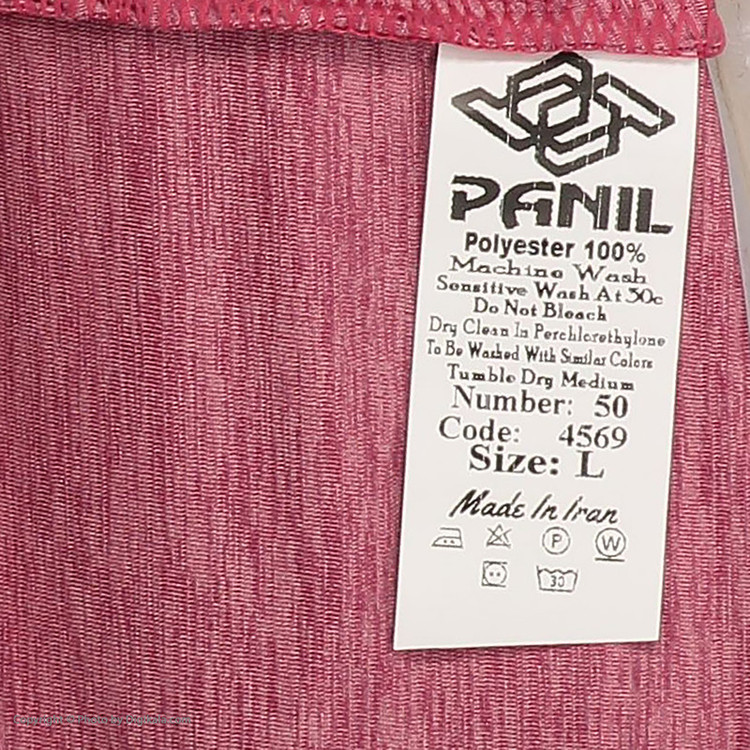 PANIL
Polyester 100%
Machine Wash
Sensitive Wash At 30c
Do Not Bleach
Dry Clean In Perchlorethylone
To Be Washed With Similar Colors
Tumble Dry Medium
Number: 50
Code: 4569
Size: L
Made In Iran
P W
30